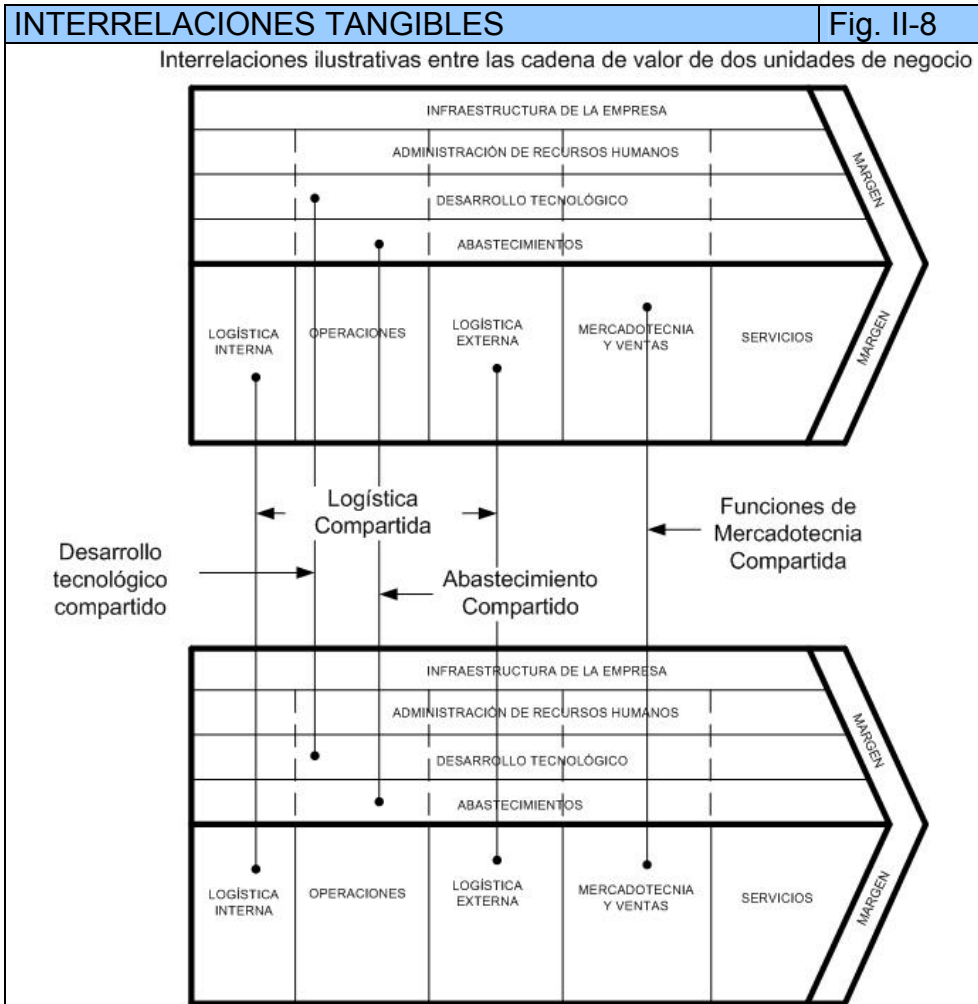 INTERRELACIONES TANGIBLES
Fig. II-8
Interrelaciones ilustrativas entre las cadena de valor de dos unidades de negocio
INFRAESTRUCTURA DE LA EMPRESA
ADMINISTRACIÓN DE RECURSOS HUMANOS
DESARROLLO TECNOLÓGICO
ABASTECIMIENTOS
MARGEN
LOGÍSTICA
INTERNA
OPERACIONES
LOGÍSTICA
EXTERNA
MERCADOTECNIA
Y VENTAS
SERVICIOS
MARGEN
Logística
Compartida
Funciones de
Mercadotecnia
Compartida
Desarrollo
tecnológico
compartido
Abastecimiento
Compartido
INFRAESTRUCTURA DE LA EMPRESA
ADMINISTRACIÓN DE RECURSOS HUMANOS
DESARROLLO TECNOLÓGICO
ABASTECIMIENTOS
MARGEN
LOGÍSTICA
INTERNA
OPERACIONES
LOGÍSTICA
EXTERNA
MERCADOTECNIA
Y VENTAS
SERVICIOS
MARGEN